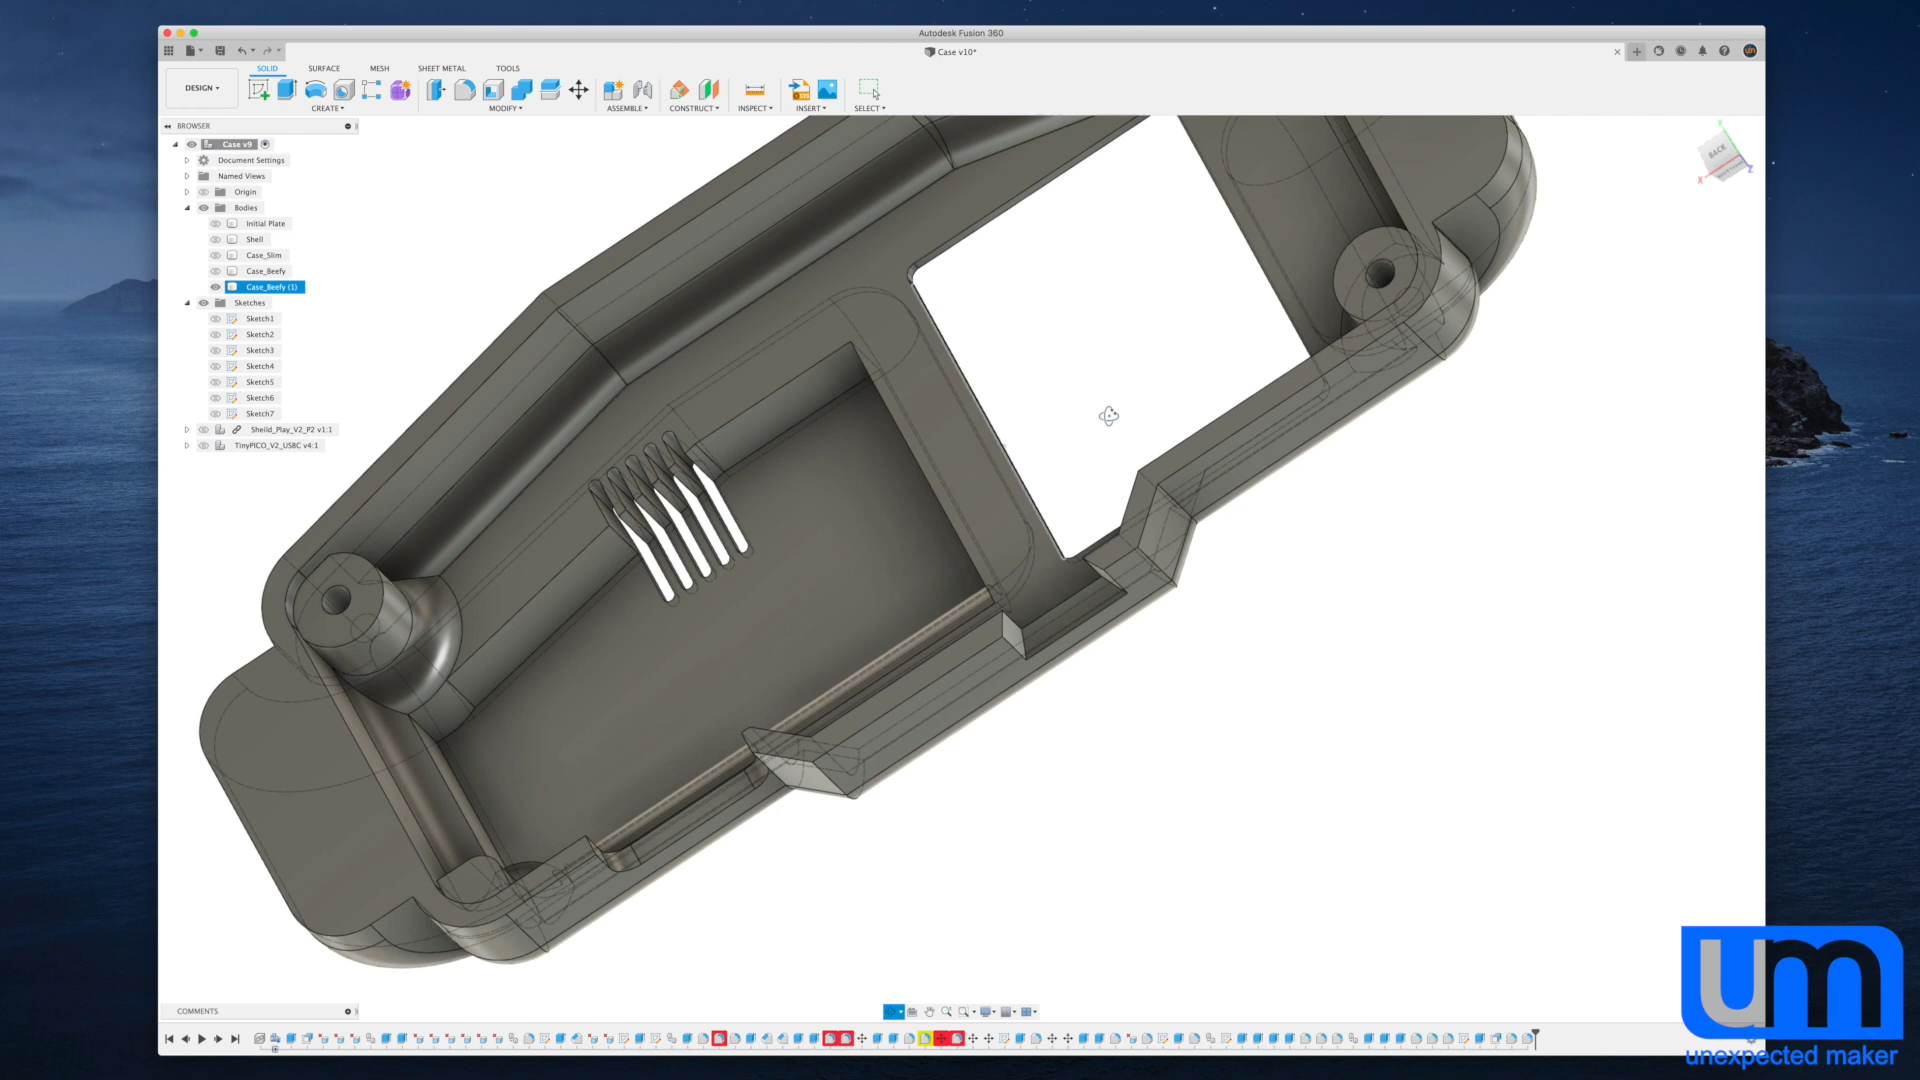 Autodesk Fusion 360
Case v10*
DESIGN
SOLID
SURFACE
MESH
SHEET METAL
TOOLS
CREATE
MODIFY
ASSEMBLE
CONSTRUCT
INSPECT
INSERT
SELECT
BROWSER
Case v9
Document Settings
Named Views
Origin
Bodies
Initial Plate
Shell
Case_Slim
Case_Beefy
Case_Beefy (1)
Sketches
Sketch1
Sketch2
Sketch3
Sketch4
Sketch5
Sketch6
Sketch7
Sheild_Play_V2_P2 v1:1
TinyPICO_V2_USBC v4:1
BACK
X
Z
COMMENTS
um
unexpected maker